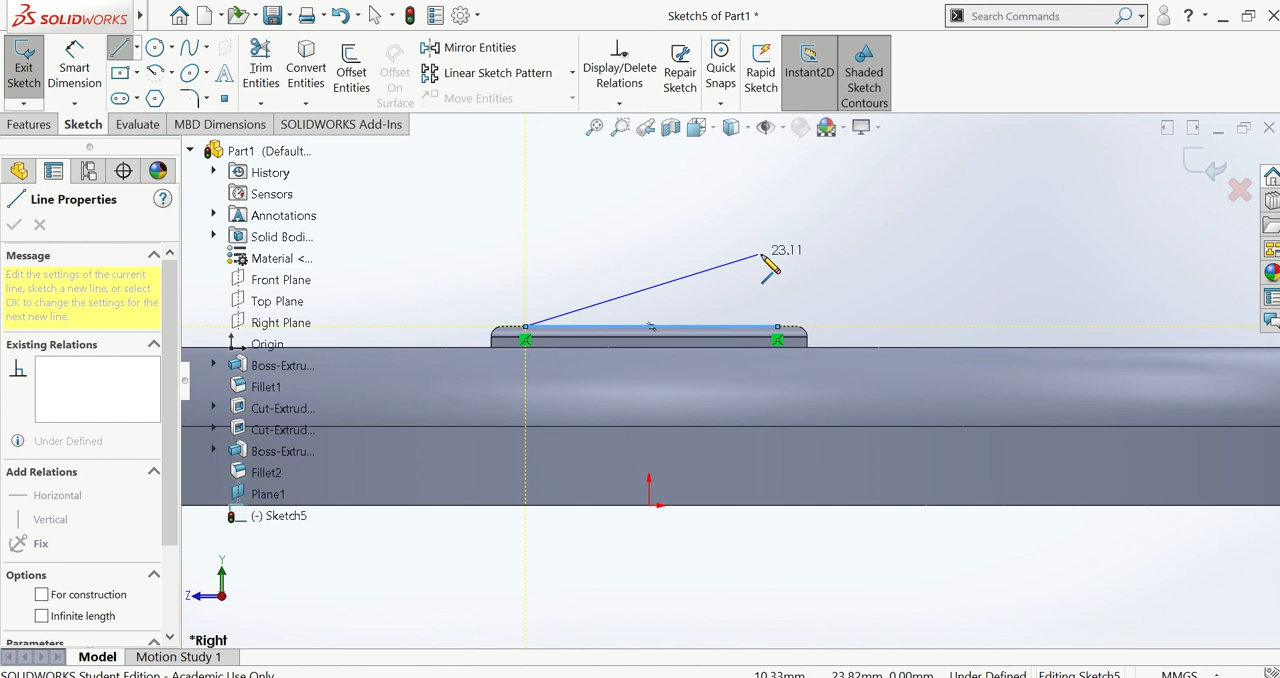 SOLIDWORKS
Sketch5 of Part1 *
Search Commands
?
Exit Sketch
Smart Dimension
Trim Entities
Convert Entities
Offset Entities
Offset On Surface
Mirror Entities
Linear Sketch Pattern
Move Entities
Display/Delete Relations
Repair Sketch
Quick Snaps
Rapid Sketch
Instant2D
Shaded Sketch Contours
Features
Sketch
Evaluate
MBD Dimensions
SOLIDWORKS Add-Ins
Part1 (Default...
History
Sensors
Annotations
Solid Bodi...
Material <...
Front Plane
Top Plane
Right Plane
Origin
Boss-Extru...
Fillet1
Cut-Extrud...
Cut-Extrud...
Boss-Extru...
Fillet2
Plane1
(-) Sketch5
Line Properties
?
Message
Edit the settings of the current
line, sketch a new line, or select
OK to change the settings for the
next new line.
Existing Relations
Under Defined
Add Relations
Horizontal
Vertical
Fix
Options
For construction
Infinite length
Parameters
23.11
Y
Z
*Right
Model
Motion Study 1
SOLIDWORKS Student Edition - Academic Use Only
10.33mm
23.82mm 0.00mm
Under Defined
Editing Sketch5
MMGS